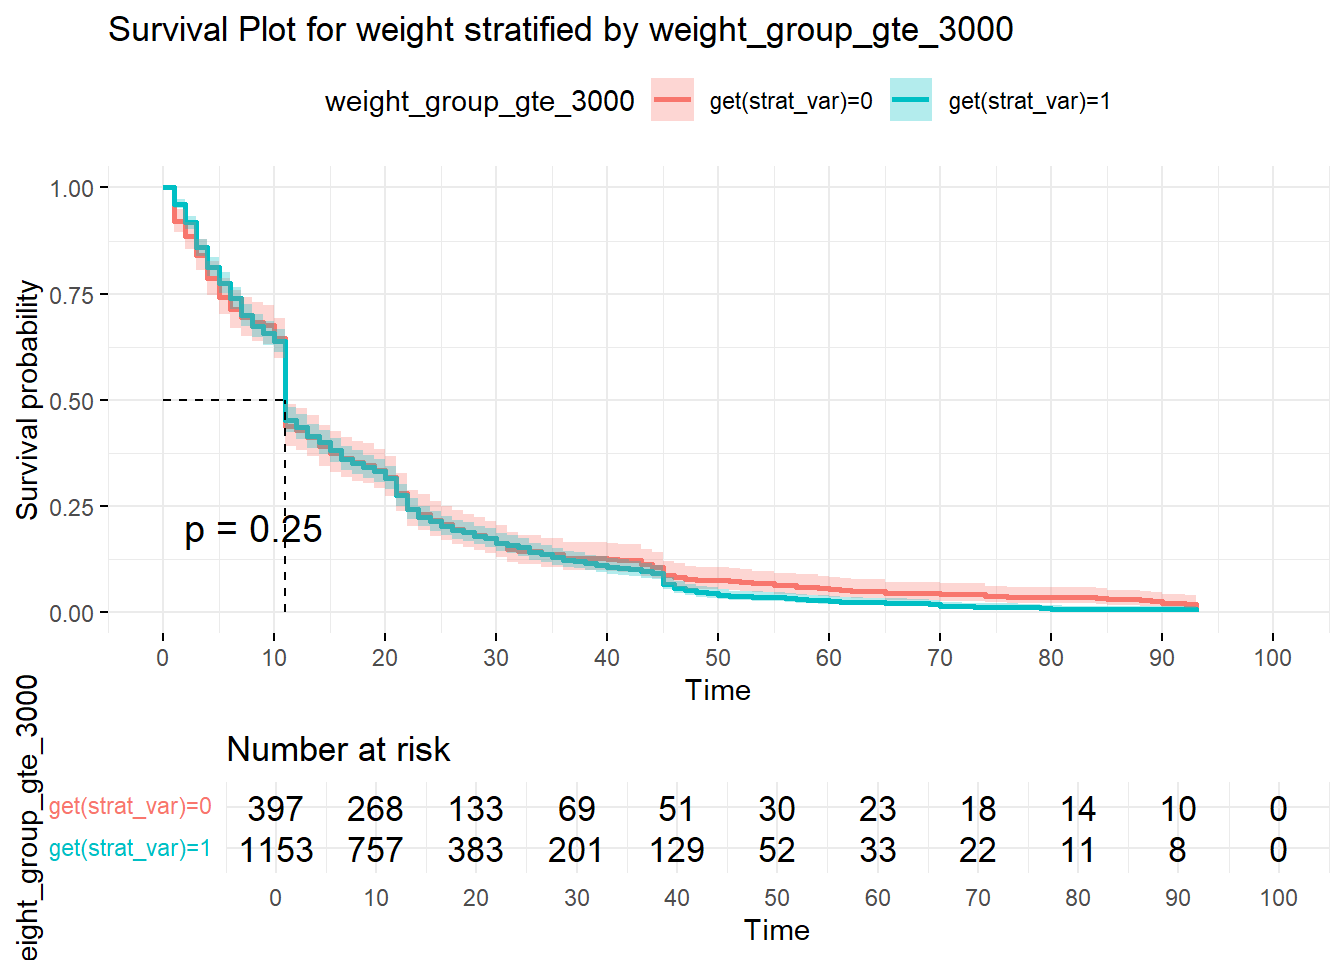 Survival Plot for weight stratified by weight_group_gte_3000
weight_group_gte_3000 get(strat_var)=0 get(strat_var)=1
Survival probability
1.00
0.75
0.50
0.25
0.00
p = 0.25
0 10 20 30 40 50 60 70 80 90 100
Time
Number at risk
eight_group_gte_3000
get(strat_var)=0 397 268 133 69 51 30 23 18 14 10 0
get(strat_var)=1 1153 757 383 201 129 52 33 22 11 8 0
0 10 20 30 40 50 60 70 80 90 100
Time